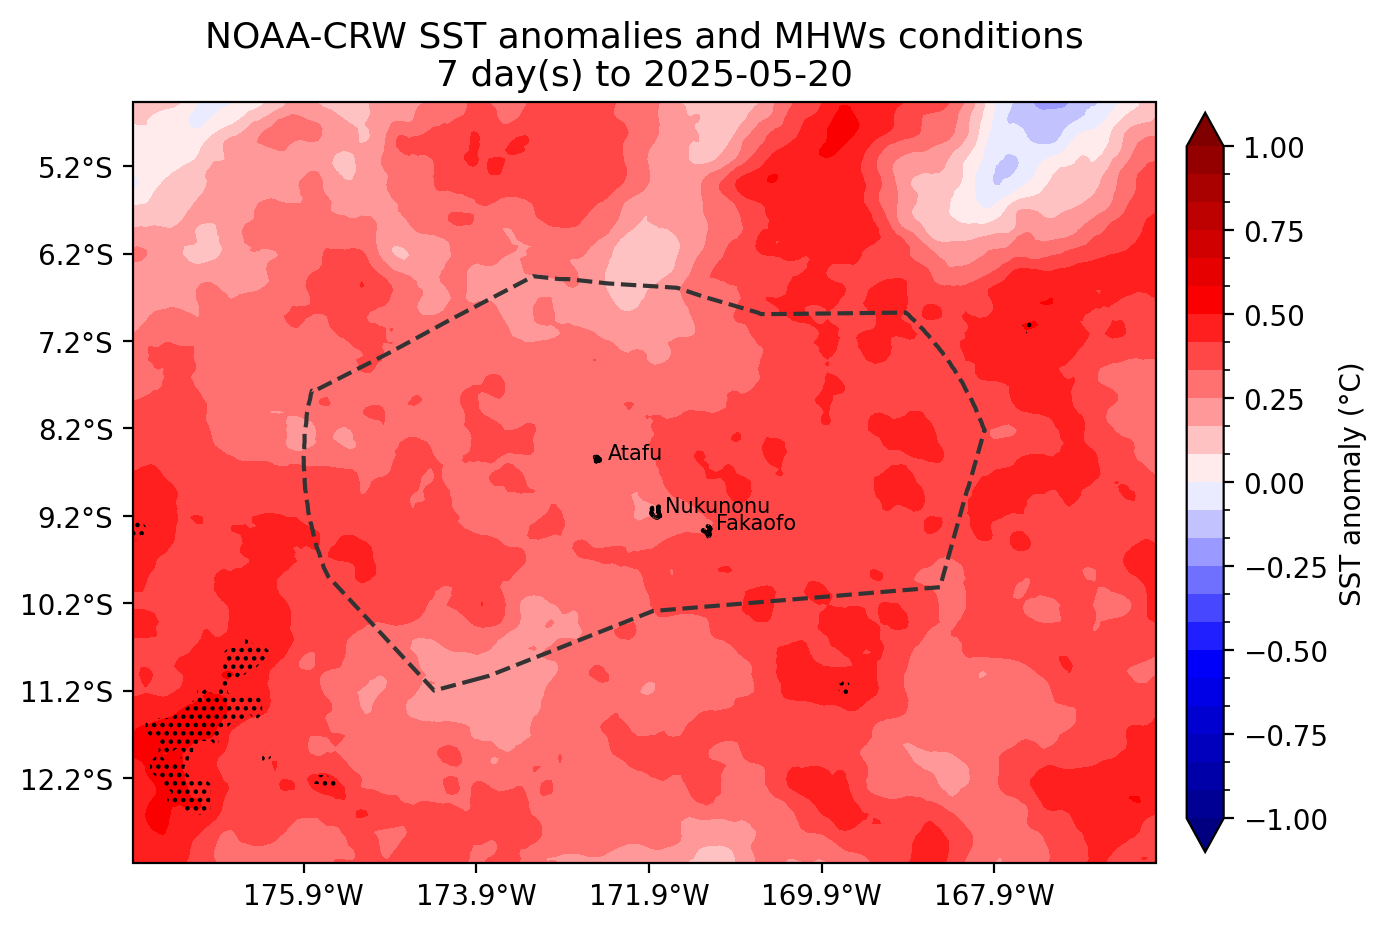 NOAA-CRW SST anomalies and MHWs conditions
7 day(s) to 2025-05-20
5.2°S
6.2°S
7.2°S
8.2°S
9.2°S
10.2°S
11.2°S
12.2°S
Atafu
Nukunonu
Fakaofo
175.9°W
173.9°W
171.9°W
169.9°W
167.9°W
1.00
0.75
0.50
0.25
0.00
−0.25
−0.50
−0.75
−1.00
SST anomaly (°C)